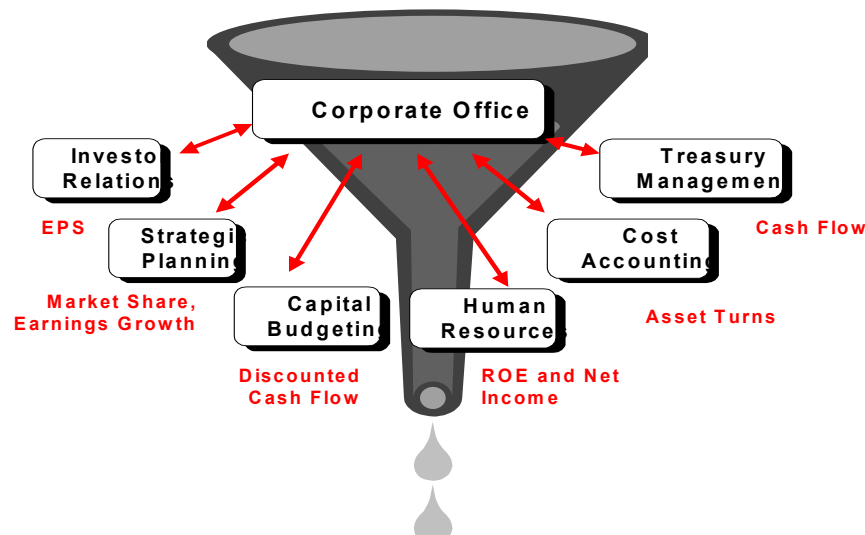 Corporate Office
Investo
Relations
Treasury
Managemen
EPS
Strategi
Planning
Cost
Accounting
Cash Flow
Market Share,
Earnings Growth
Capital
Budgeting
Human
Resources
Asset Turns
Discounted
Cash Flow
ROE and Net
Income